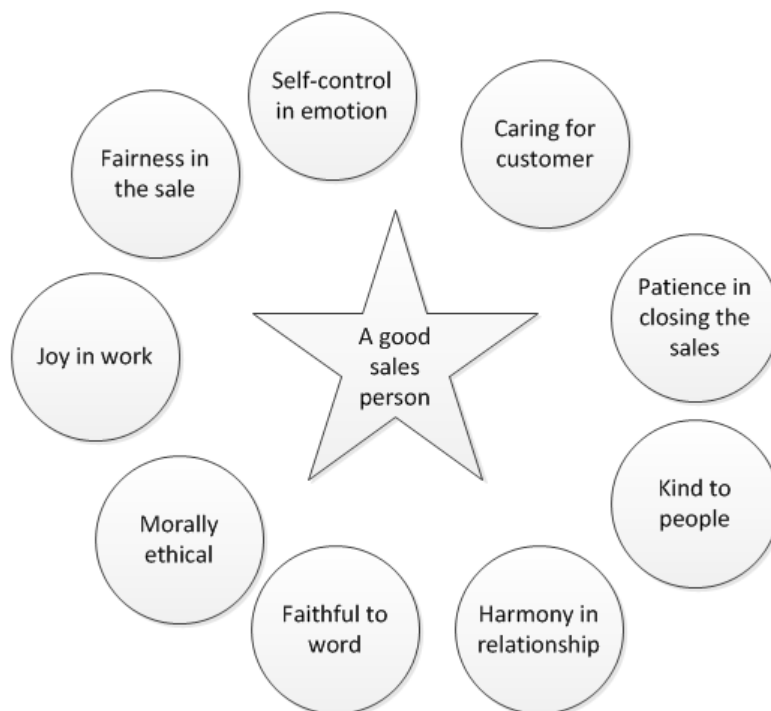 Self-control
in emotion
Caring for
customer
Fairness in
the sale
Patience in
closing the
sales
A good
sales
person
Joy in work
Kind to
people
Morally
ethical
Faithful to
word
Harmony in
relationship